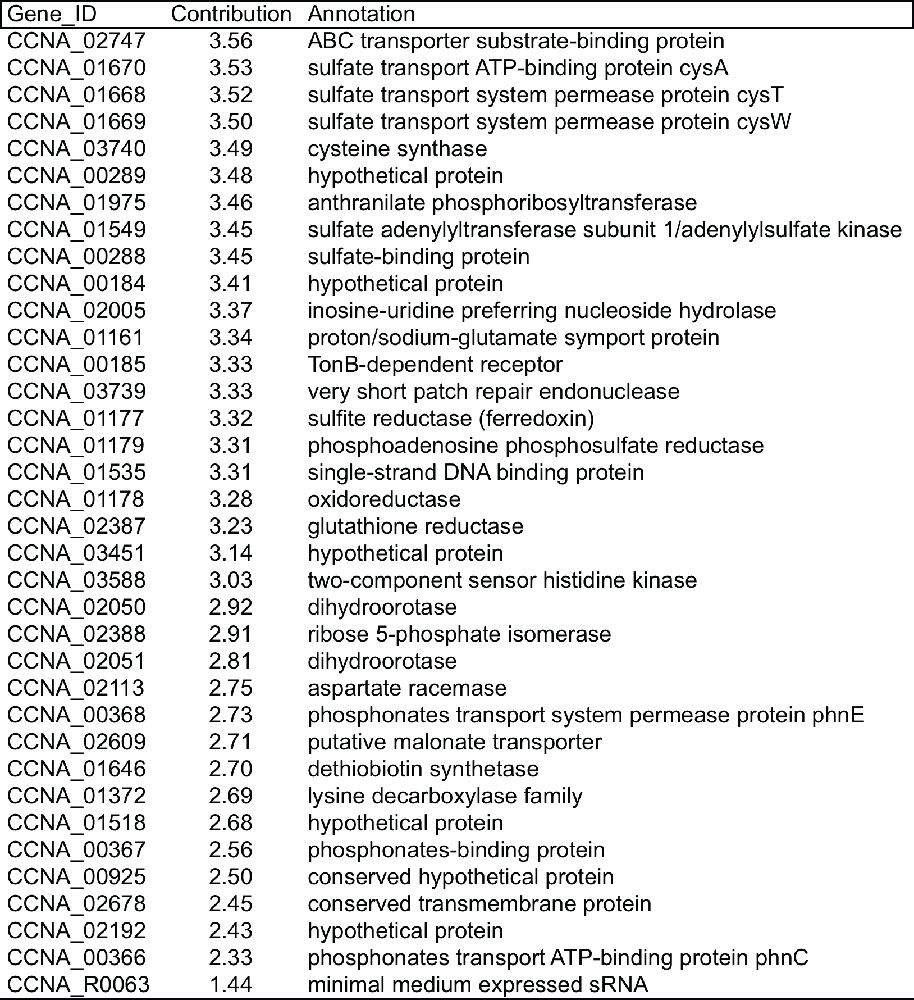 Gene_ID Contribution Annotation
CCNA_02747 3.56 ABC transporter substrate-binding protein
CCNA_01670 3.53 sulfate transport ATP-binding protein cysA
CCNA_01668 3.52 sulfate transport system permease protein cysT
CCNA_01669 3.50 sulfate transport system permease protein cysW
CCNA_03740 3.49 cysteine synthase
CCNA_00289 3.48 hypothetical protein
CCNA_01975 3.46 anthranilate phosphoribosyltransferase
CCNA_01549 3.45 sulfate adenylyltransferase subunit 1/adenylylsulfate kinase
CCNA_00288 3.45 sulfate-binding protein
CCNA_00184 3.41 hypothetical protein
CCNA_02005 3.37 inosine-uridine preferring nucleoside hydrolase
CCNA_01161 3.34 proton/sodium-glutamate symport protein
CCNA_00185 3.33 TonB-dependent receptor
CCNA_03739 3.33 very short patch repair endonuclease
CCNA_01177 3.32 sulfite reductase (ferredoxin)
CCNA_01179 3.31 phosphoadenosine phosphosulfate reductase
CCNA_01535 3.31 single-strand DNA binding protein
CCNA_01178 3.28 oxidoreductase
CCNA_02387 3.23 glutathione reductase
CCNA_03451 3.14 hypothetical protein
CCNA_03588 3.03 two-component sensor histidine kinase
CCNA_02050 2.92 dihydroorotase
CCNA_02388 2.91 ribose 5-phosphate isomerase
CCNA_02051 2.81 dihydroorotase
CCNA_02113 2.75 aspartate racemase
CCNA_00368 2.73 phosphonates transport system permease protein phnE
CCNA_02609 2.71 putative malonate transporter
CCNA_01646 2.70 dethiobiotin synthetase
CCNA_01372 2.69 lysine decarboxylase family
CCNA_01518 2.68 hypothetical protein
CCNA_00367 2.56 phosphonates-binding protein
CCNA_00925 2.50 conserved hypothetical protein
CCNA_02678 2.45 conserved transmembrane protein
CCNA_02192 2.43 hypothetical protein
CCNA_00366 2.33 phosphonates transport ATP-binding protein phnC
CCNA_R0063 1.44 minimal medium expressed sRNA